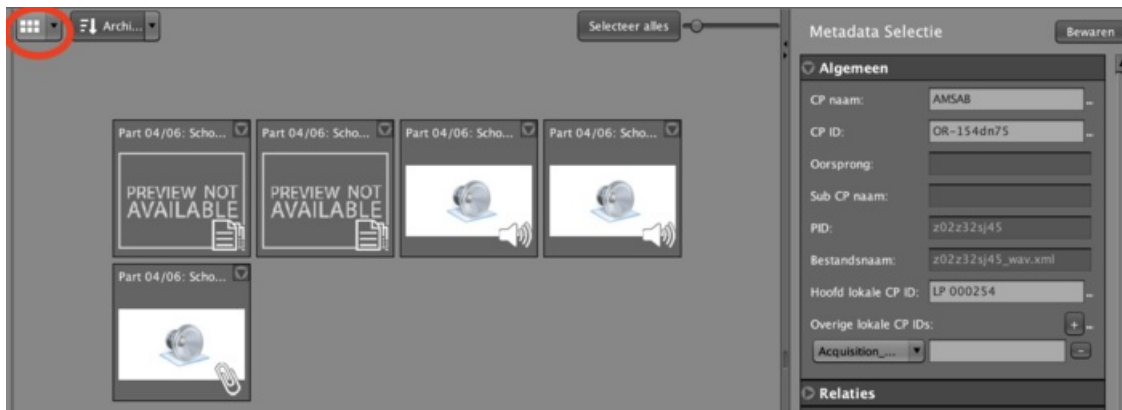 Archi...
Selecteer alles
Part 04/06: Scho...
PREVIEW NOT
AVAILABLE
Part 04/06: Scho...
PREVIEW NOT
AVAILABLE
Part 04/06: Scho...
Part 04/06: Scho...
Part 04/06: Scho...
Metadata Selectie
Bewaren
Algemeen
CP naam: AMSAB
CP ID: OR-154dn75
Oorsprong:
Sub CP naam:
PID: z02z32sj45
Bestandsnaam: z02z32sj45_wav.xml
Hoofd lokale CP ID: LP 000254
Overige lokale CP IDs:
Acquisition_...
Relaties